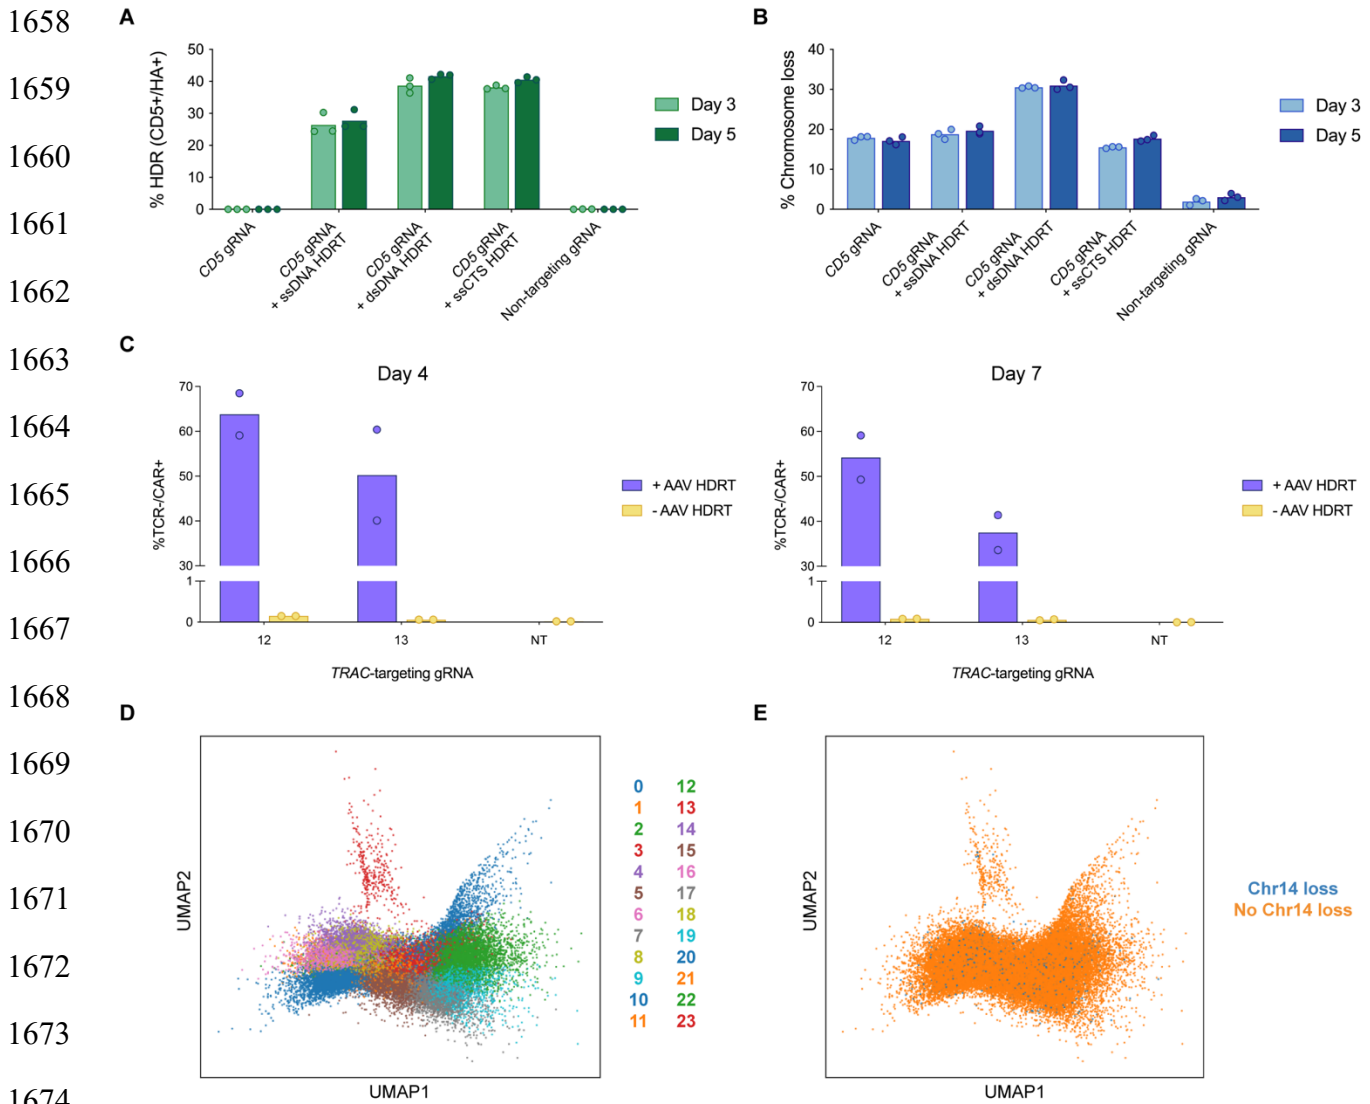 1658
1659
1660
1661
1662
1663
1664
1665
1666
1667
1668
1669
1670
1671
1672
1673
1674
A
% HDR (CD5+/HA+)
50
40
30
20
10
0
CD5 gRNA
CD5 gRNA
+ ssDNA HDRT
CD5 gRNA
+ dsDNA HDRT
CD5 gRNA
+ ssCTS HDRT
Non-targeting gRNA
Day 3
Day 5
B
% Chromosome loss
40
30
20
10
0
CD5 gRNA
CD5 gRNA
+ ssDNA HDRT
CD5 gRNA
+ dsDNA HDRT
CD5 gRNA
+ ssCTS HDRT
Non-targeting gRNA
Day 3
Day 5
C
Day 4
%TCR-/CAR+
70
60
50
40
30
1
0
12 13 NT
TRAC-targeting gRNA
+ AAV HDRT
- AAV HDRT
Day 7
%TCR-/CAR+
70
60
50
40
30
1
0
12 13 NT
TRAC-targeting gRNA
+ AAV HDRT
- AAV HDRT
D
UMAP2
UMAP1
0 12
1 13
2 14
3 15
4 16
5 17
6 18
7 19
8 20
9 21
10 22
11 23
E
UMAP2
UMAP1
Chr14 loss
No Chr14 loss